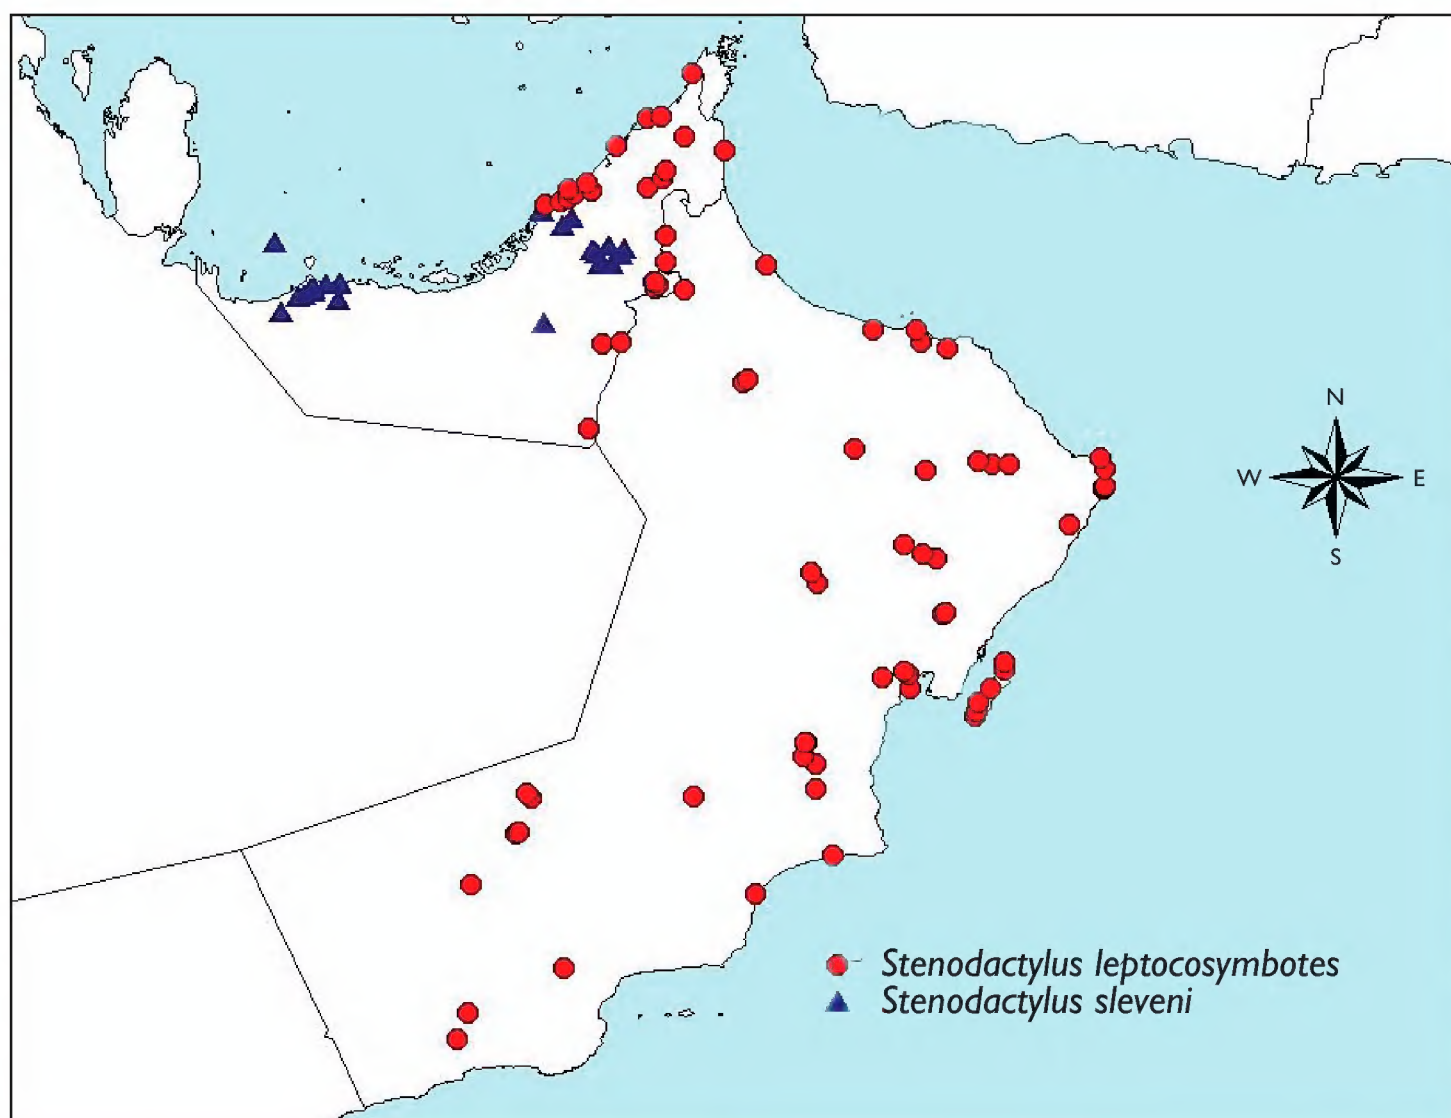 N
W E
S
Stenodactylus leptocosymbotes
Stenodactylus sleveni